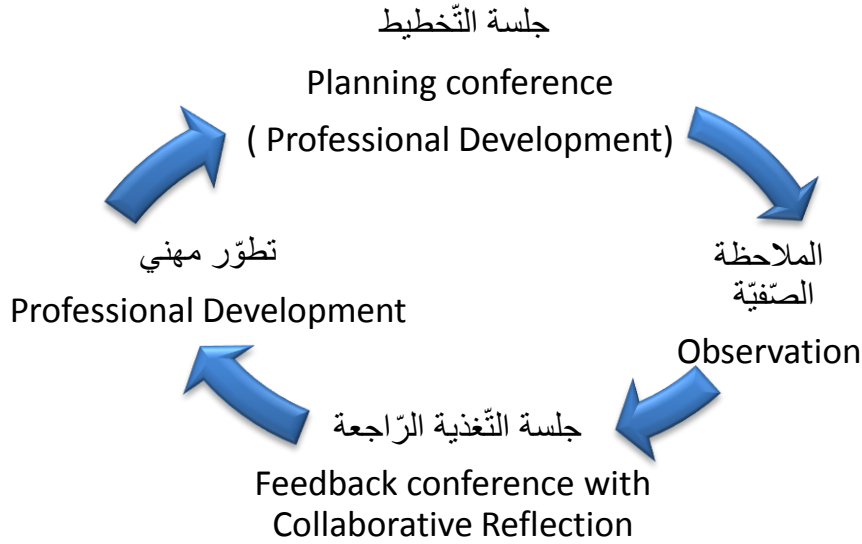 جلسة التّخطيط
Planning conference
( Professional Development)
الملاحظة
الصّفيّة
Observation
جلسة التّغذية الرّاجعة
Feedback conference with
Collaborative Reflection
تطوّر مهني
Professional Development